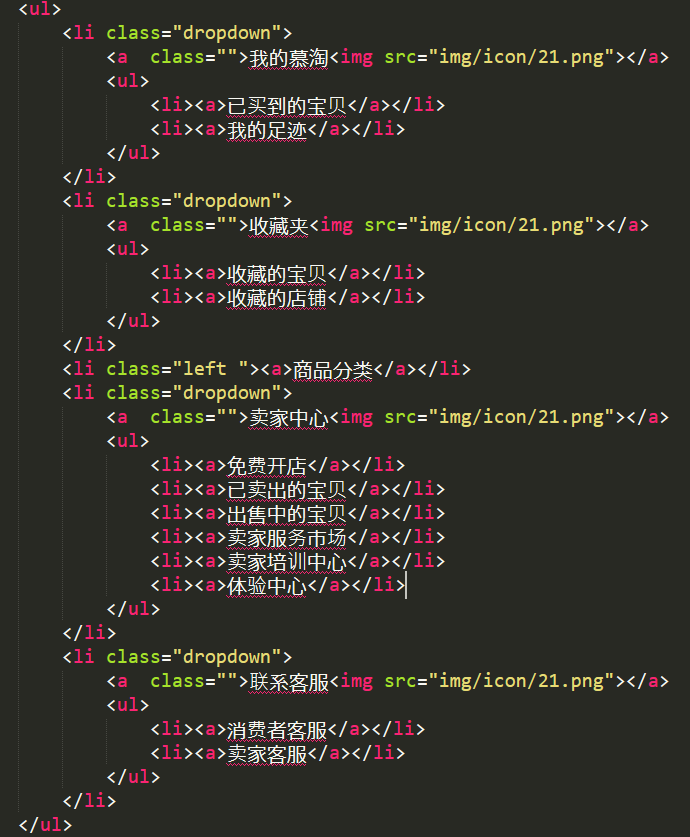 <ul>
<li class="dropdown">
<a  class="">我的慕淘<img src="img/icon/21.png"></a>
<ul>
<li><a>已买到的宝贝</a></li>
<li><a>我的足迹</a></li>
</ul>
</li>
<li class="dropdown">
<a  class="">收藏夹<img src="img/icon/21.png"></a>
<ul>
<li><a>收藏的宝贝</a></li>
<li><a>收藏的店铺</a></li>
</ul>
</li>
<li class="left "><a>商品分类</a></li>
<li class="dropdown">
<a  class="">卖家中心<img src="img/icon/21.png"></a>
<ul>
<li><a>免费开店</a></li>
<li><a>已卖出的宝贝</a></li>
<li><a>出售中的宝贝</a></li>
<li><a>卖家服务市场</a></li>
<li><a>卖家培训中心</a></li>
<li><a>体验中心</a></li>
</ul>
</li>
<li class="dropdown">
<a  class="">联系客服<img src="img/icon/21.png"></a>
<ul>
<li><a>消费者客服</a></li>
<li><a>卖家客服</a></li>
</ul>
</li>
</ul>